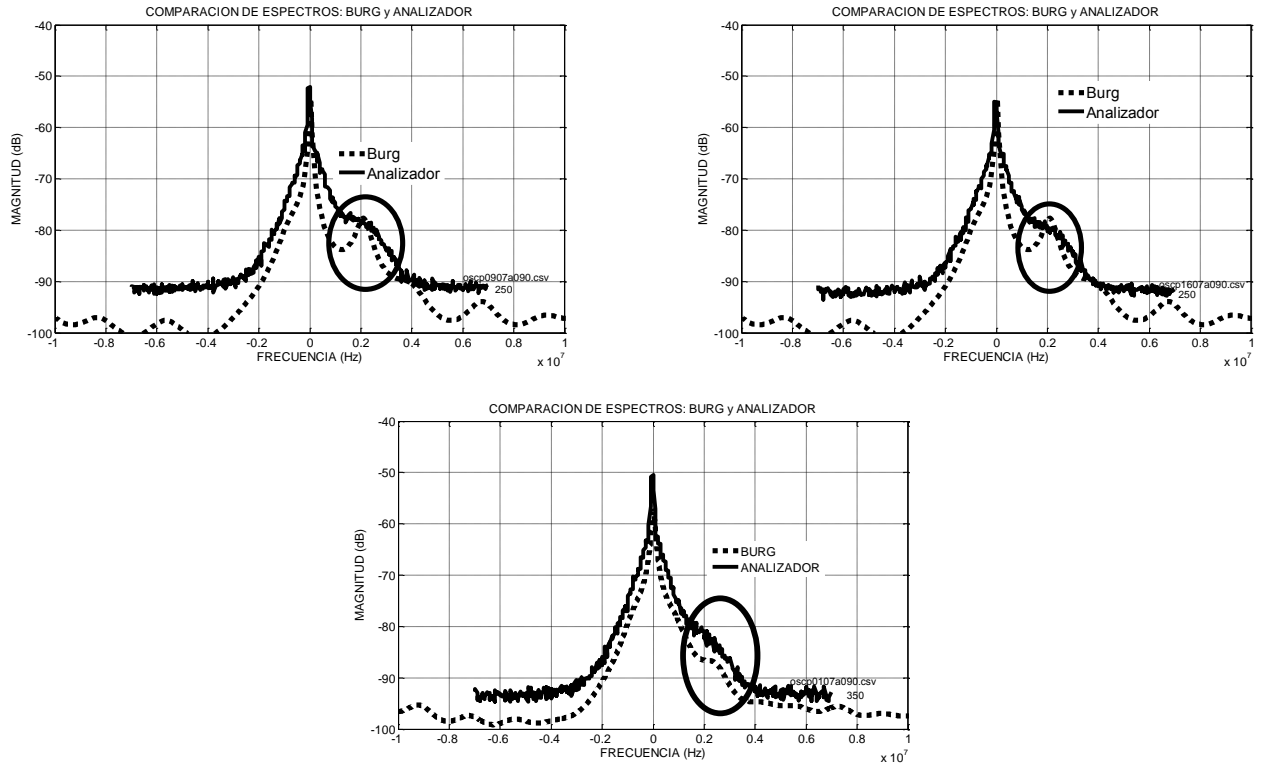 COMPARACION DE ESPECTROS: BURG y ANALIZADOR
-40
-50
-60
-70
-80
-90
-100
MAGNITUD (dB)
Burg
Analizador
oscp0907a090.csv
250
-1 -0.8 -0.6 -0.4 -0.2 0 0.2 0.4 0.6 0.8 1
FRECUENCIA (Hz)
x 10^7
COMPARACION DE ESPECTROS: BURG y ANALIZADOR
-40
-50
-60
-70
-80
-90
-100
MAGNITUD (dB)
Burg
Analizador
oscp1607a090.csv
250
-1 -0.8 -0.6 -0.4 -0.2 0 0.2 0.4 0.6 0.8 1
FRECUENCIA (Hz)
x 10^7
COMPARACION DE ESPECTROS: BURG y ANALIZADOR
-40
-50
-60
-70
-80
-90
-100
MAGNITUD (dB)
BURG
ANALIZADOR
oscp0107a090.csv
350
-1 -0.8 -0.6 -0.4 -0.2 0 0.2 0.4 0.6 0.8 1
FRECUENCIA (Hz)
x 10^7